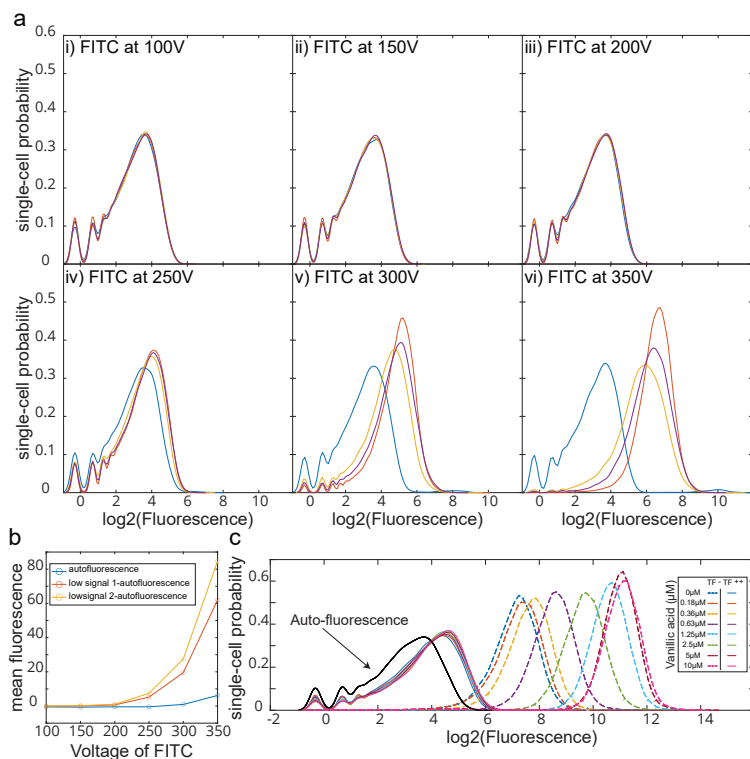 a
i) FITC at 100V
ii) FITC at 150V
iii) FITC at 200V
single-cell probability
0.6
0.5
0.4
0.3
0.2
0.1
0
iv) FITC at 250V
v) FITC at 300V
vi) FITC at 350V
single-cell probability
0.5
0.4
0.3
0.2
0.1
0
0 2 4 6 8 10
0 2 4 6 8 10
0 2 4 6 8 10
log2(Fluorescence)
log2(Fluorescence)
log2(Fluorescence)
b
mean fluorescence
80
60
40
20
0
autofluorescence
low signal 1-autofluorescence
lowsignal 2-autofluorescence
100 150 200 250 300 350
Voltage of FITC
c
single-cell probability
0.8
0.6
0.4
0.2
0
Auto-fluorescence
-2 0 2 4 6 8 10 12 14
log2(Fluorescence)
Vanillic acid (µM)
TF - TF ++
0µM
0.18µM
0.36µM
0.63µM
1.25µM
2.5µM
5µM
10µM